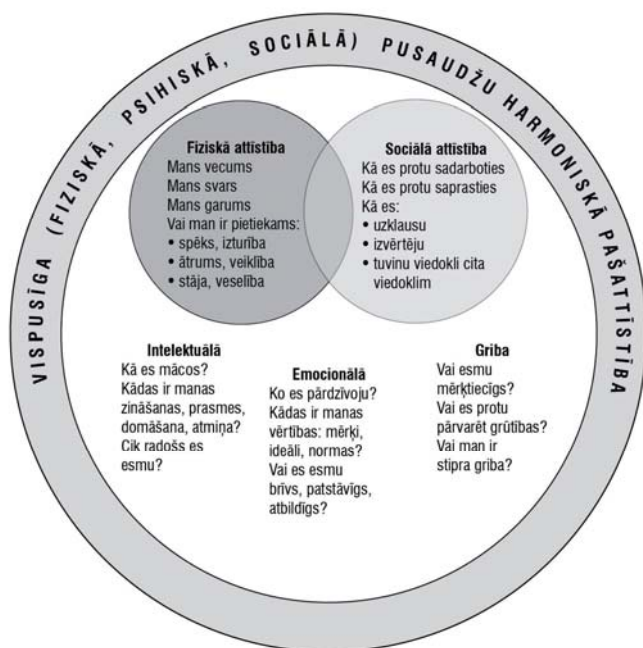 VISPUSĪGA (FIZISKĀ, PSIHISKĀ, SOCIĀLĀ) PUSAUDŽU HARMONISKĀ PAŠATTĪSTĪBA
Fiziskā attīstība
Mans vecums
Mans svars
Mans garums
Vai man ir pietiekams:
• spēks, izturība
• ātrums, veiklība
• stāja, veselība
Sociālā attīstība
Kā es protu sadarboties
Kā es protu saprasties
Kā es:
• uzklausu
• izvērtēju
• tuvinu viedokli cita
viedoklim
Intelektuālā
Kā es mācos?
Kādas ir manas
zināšanas, prasmes,
domāšana, atmiņa?
Cik radošs es
esmu?
Emocionālā
Ko es pārdzīvoju?
Kādas ir manas
vērtības: mērķi,
ideāli, normas?
Vai es esmu
brīvs, patstāvīgs,
atbildīgs?
Griba
Vai esmu
mērķtiecīgs?
Vai es protu
pārvarēt grūtības?
Vai man ir
stipra griba?